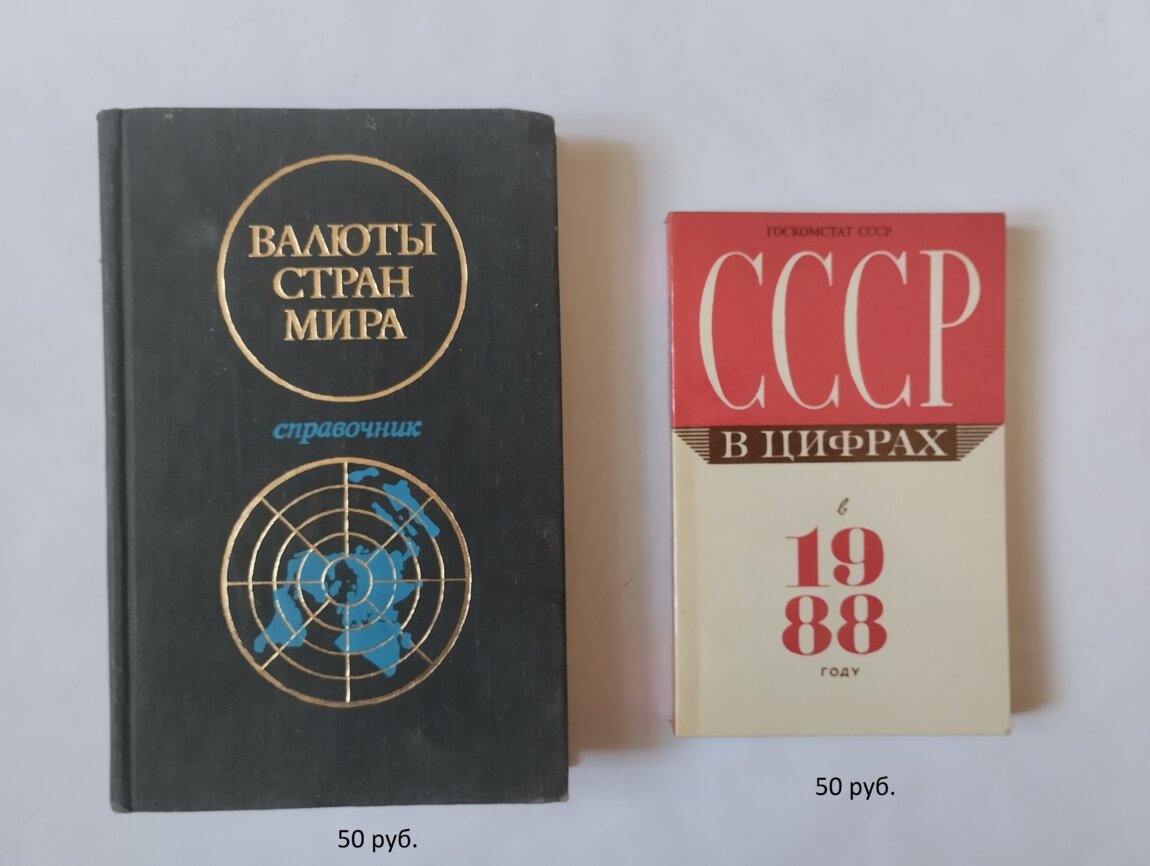 ВАЛЮТЫ
СТРАН
МИРА
справочник
50 руб.
ГОСКОМСТАТ СССР
СССР
В ЦИФРАХ
в
19
88
ГОДУ
50 руб.